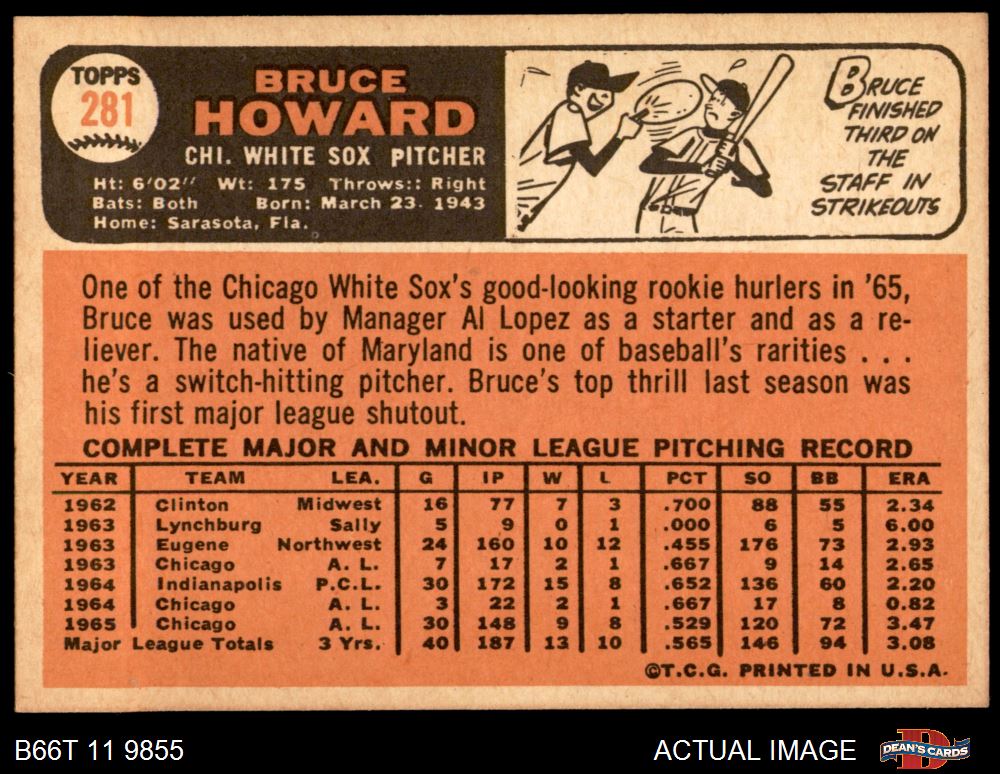 TOPPS
281
BRUCE
HOWARD
CHI. WHITE SOX PITCHER
Ht: 6'02" Wt: 175 Throws:: Right
Bats: Both Born: March 23. 1943
Home: Sarasota, Fla.
BRUCE
FINISHED
THIRD ON
THE
STAFF IN
STRIKEOUTS
One of the Chicago White Sox's good-looking rookie hurlers in '65,
Bruce was used by Manager Al Lopez as a starter and as a re-
liever. The native of Maryland is one of baseball's rarities . . .
he's a switch-hitting pitcher. Bruce's top thrill last season was
his first major league shutout.
COMPLETE MAJOR AND MINOR LEAGUE PITCHING RECORD
YEAR TEAM LEA. G IP W L PCT SO BB ERA
1962 Clinton Midwest 16 77 7 3 .700 88 55 2.34
1963 Lynchburg Sally 5 9 0 1 .000 6 5 6.00
1963 Eugene Northwest 24 160 10 12 .455 176 73 2.93
1963 Chicago A. L. 7 17 2 1 .667 9 14 2.65
1964 Indianapolis P.C.L. 30 172 15 8 .652 136 60 2.20
1964 Chicago A. L. 3 22 2 1 .667 17 8 0.82
1965 Chicago A. L. 30 148 9 8 .529 120 72 3.47
Major League Totals 3 Yrs. 40 187 13 10 .565 146 94 3.08
©T.C.G. PRINTED IN U.S.A.
B66T 11 9855
ACTUAL IMAGE
DEAN'S CARDS